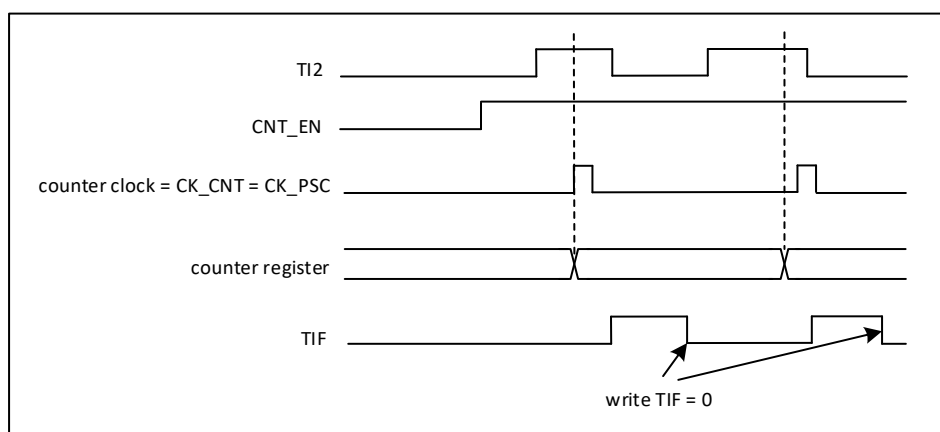 TI2
CNT_EN
counter clock = CK_CNT = CK_PSC
counter register
TIF
write TIF = 0